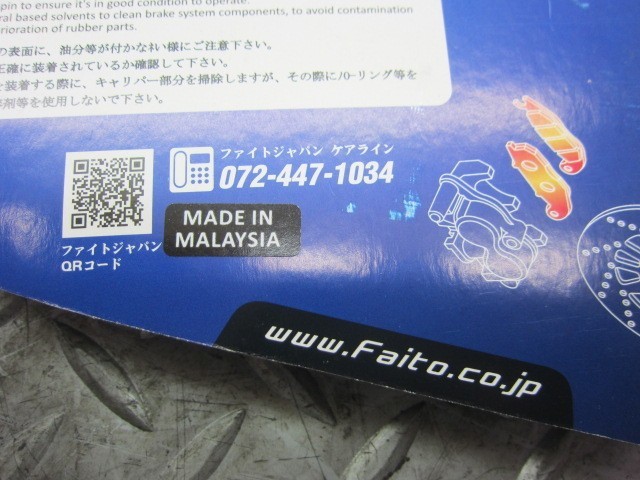 pin to ensure it's in good condition to operate.
ral based solvents to clean brake system components, to avoid contamination
rioration of rubber parts.
の表面に、油分等が付かない様にご注意下さい。
正確に装着されているか確認して下さい。
を装着する際に、キャリパー部分を掃除しますが、その際に
等を使用しないで下さい。
ファイトジャパン ケアライン
072-447-1034
MADE IN
MALAYSIA
ファイトジャパン
QRコード
www.Faito.co.jp